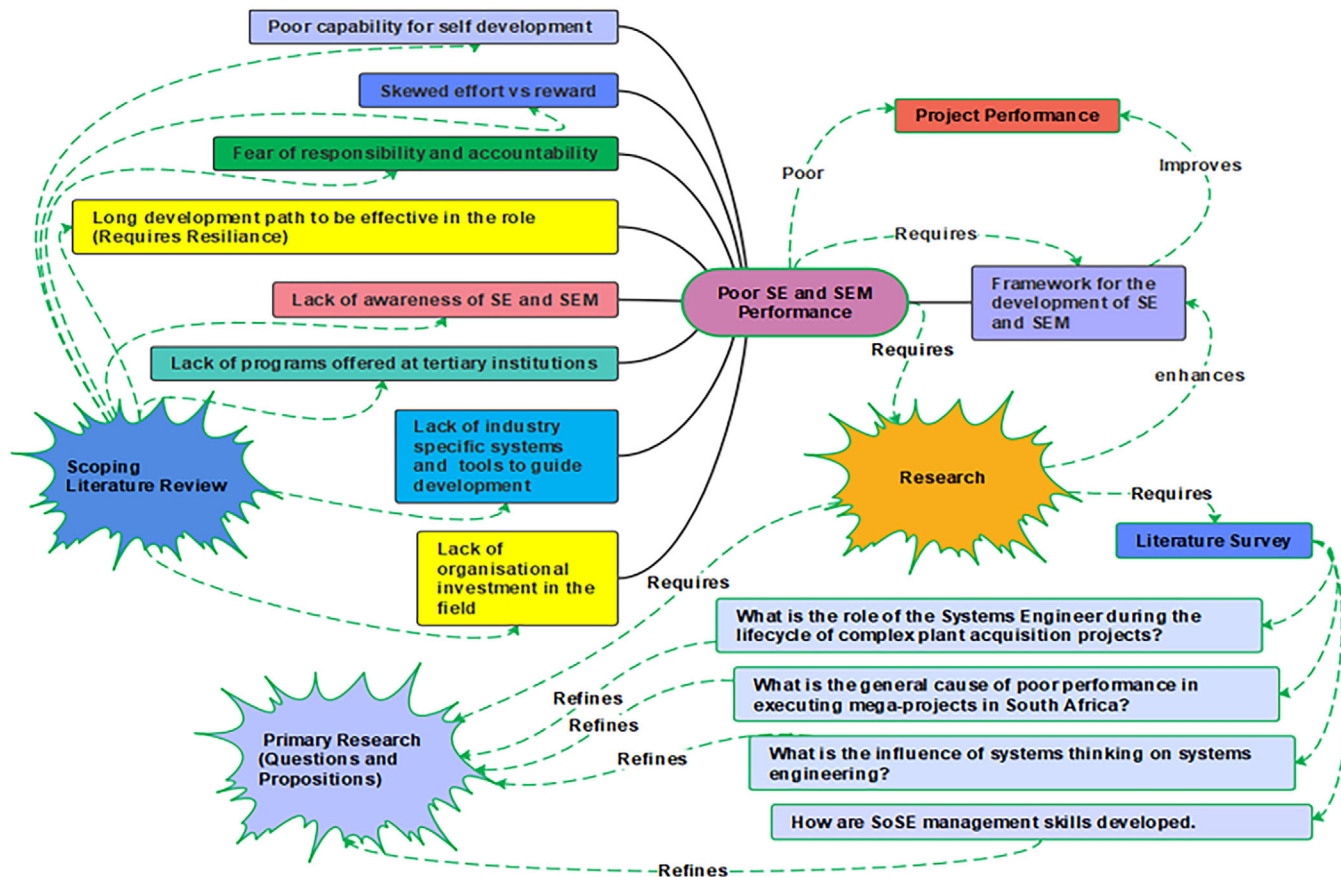 Poor capability for self development
Skewed effort vs reward
Fear of responsibility and accountability
Long development path to be effective in the role
(Requires Resiliance)
Lack of awareness of SE and SEM
Lack of programs offered at tertiary institutions
Lack of industry
specific systems
and tools to guide
development
Lack of
organisational
investment in the
field
Scoping
Literature Review
Poor SE and SEM
Performance
Poor
Project Performance
Improves
Requires
Framework for the
development of SE
and SEM
Requires
enhances
Research
Requires
Literature Survey
Requires
What is the role of the Systems Engineer during the
lifecycle of complex plant acquisition projects?
What is the general cause of poor performance in
executing mega-projects in South Africa?
What is the influence of systems thinking on systems
engineering?
How are SoSE management skills developed.
Refines
Refines
Refines
Refines
Primary Research
(Questions and
Propositions)